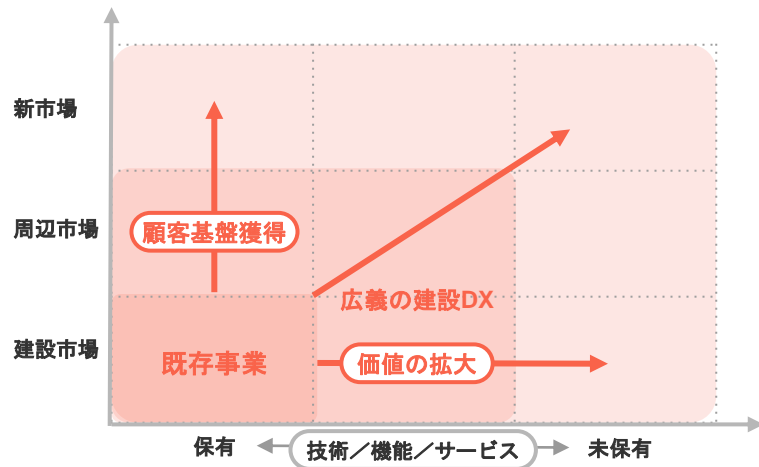 新市場
周辺市場
顧客基盤獲得
広義の建設DX
建設市場
既存事業
価値の拡大
保有
技術／機能／サービス
未保有